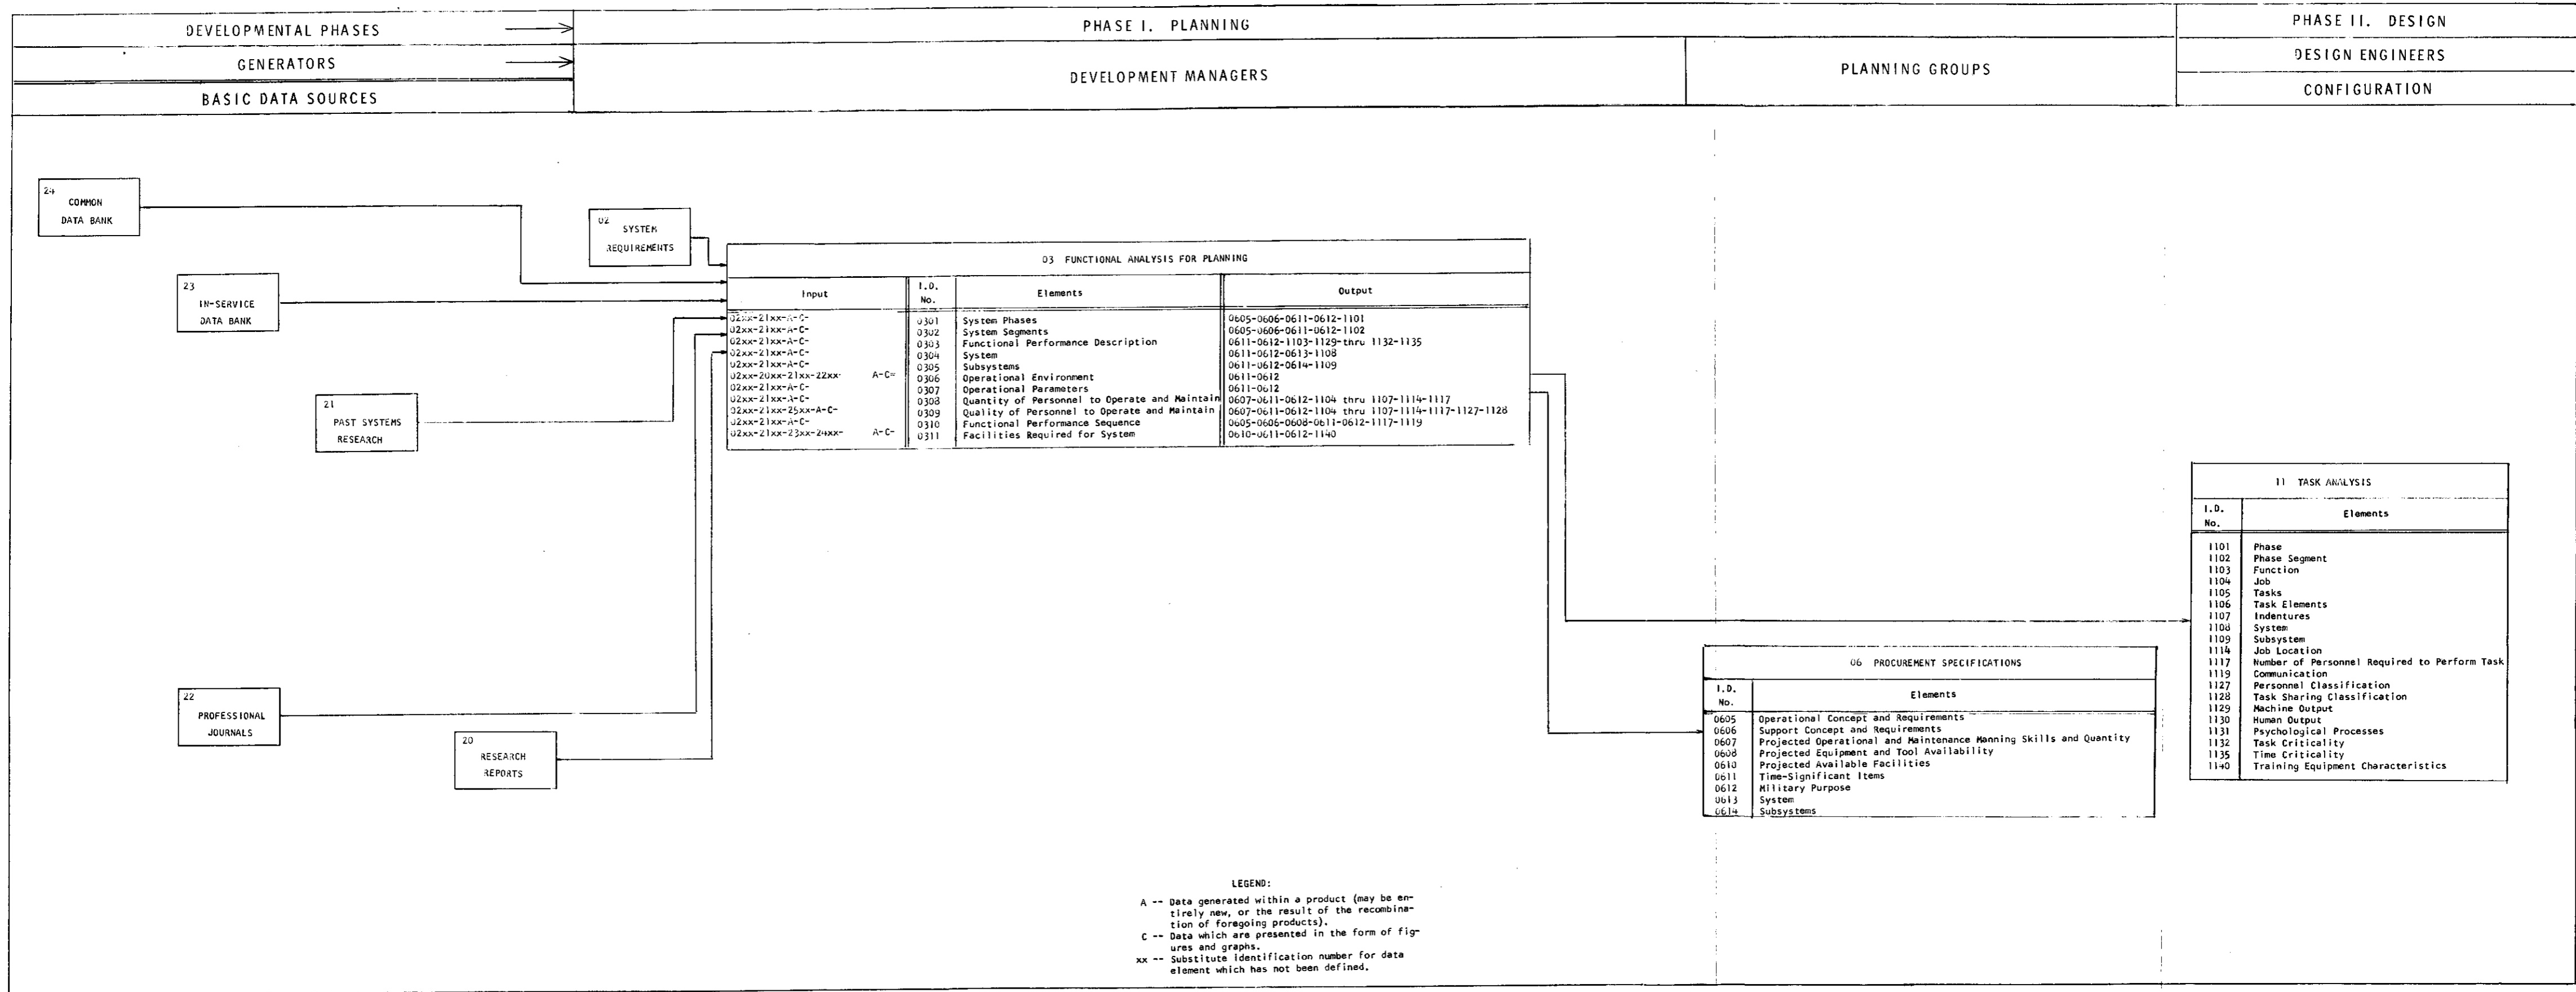 DEVELOPMENTAL PHASES
PHASE I. PLANNING
PHASE II. DESIGN
GENERATORS
DEVELOPMENT MANAGERS
PLANNING GROUPS
DESIGN ENGINEERS
BASIC DATA SOURCES
CONFIGURATION
24
COMMON
DATA BANK
02
SYSTEM
REQUIREMENTS
23
IN-SERVICE
DATA BANK
21
PAST SYSTEMS
RESEARCH
22
PROFESSIONAL
JOURNALS
20
RESEARCH
REPORTS
03 FUNCTIONAL ANALYSIS FOR PLANNING
Input I.D. No. Elements Output
02xx-21xx-A-C- 0301 System Phases 0605-0606-0611-0612-1101
02xx-21xx-A-C- 0302 System Segments 0605-0606-0611-0612-1102
02xx-21xx-A-C- 0303 Functional Performance Description 0611-0612-1103-1129-thru 1132-1135
02xx-21xx-A-C- 0304 System 0611-0612-0613-1108
02xx-21xx-A-C- 0305 Subsystems 0611-0612-0614-1109
02xx-20xx-21xx-22xx- A-C- 0306 Operational Environment 0611-0612
02xx-21xx-A-C- 0307 Operational Parameters 0611-0612
02xx-21xx-A-C- 0308 Quantity of Personnel to Operate and Maintain 0607-0611-0612-1104 thru 1107-1114-1117
02xx-21xx-25xx-A-C- 0309 Quality of Personnel to Operate and Maintain 0607-0611-0612-1104 thru 1107-1114-1117-1127-1128
02xx-21xx-A-C- 0310 Functional Performance Sequence 0605-0606-0608-0611-0612-1117-1119
02xx-21xx-23xx-24xx- A-C- 0311 Facilities Required for System 0610-0611-0612-1140
06 PROCUREMENT SPECIFICATIONS
I.D. No. Elements
0605 Operational Concept and Requirements
0606 Support Concept and Requirements
0607 Projected Operational and Maintenance Manning Skills and Quantity
0608 Projected Equipment and Tool Availability
0610 Projected Available Facilities
0611 Time-Significant Items
0612 Military Purpose
0613 System
0614 Subsystems
11 TASK ANALYSIS
I.D. No. Elements
1101 Phase
1102 Phase Segment
1103 Function
1104 Job
1105 Tasks
1106 Task Elements
1107 Indentures
1108 System
1109 Subsystem
1114 Job Location
1117 Number of Personnel Required to Perform Task
1119 Communication
1127 Personnel Classification
1128 Task Sharing Classification
1129 Machine Output
1130 Human Output
1131 Psychological Processes
1132 Task Criticality
1135 Time Criticality
1140 Training Equipment Characteristics
LEGEND:
A -- Data generated within a product (may be en-
tirely new, or the result of the recombina-
tion of foregoing products).
C -- Data which are presented in the form of fig-
ures and graphs.
xx -- Substitute identification number for data
element which has not been defined.